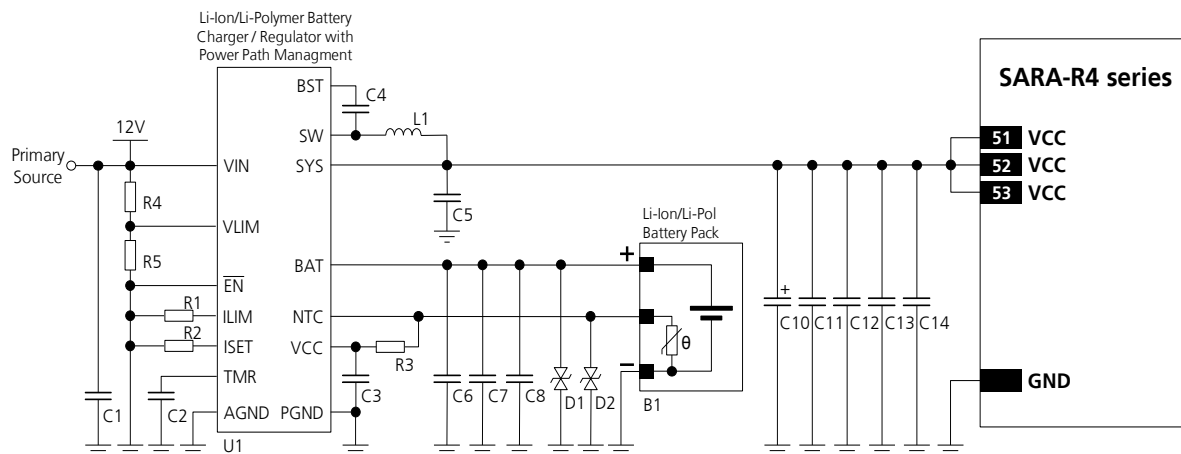 Li-Ion/Li-Polymer Battery
Charger / Regulator with
Power Path Managment
SARA-R4 series
BST
C4
12V
SW
L1
51 VCC
Primary
Source
VIN
SYS
52 VCC
R4
C5
53 VCC
Li-Ion/Li-Pol
Battery Pack
VLIM
R5
BAT
+
EN
R1
ILIM
NTC
+
R2
C10
C11
C12
C13
C14
ISET
VCC
R3
θ
TMR
–
GND
C1
C2
AGND
PGND
C3
C6
C7
C8
D1
D2
B1
U1